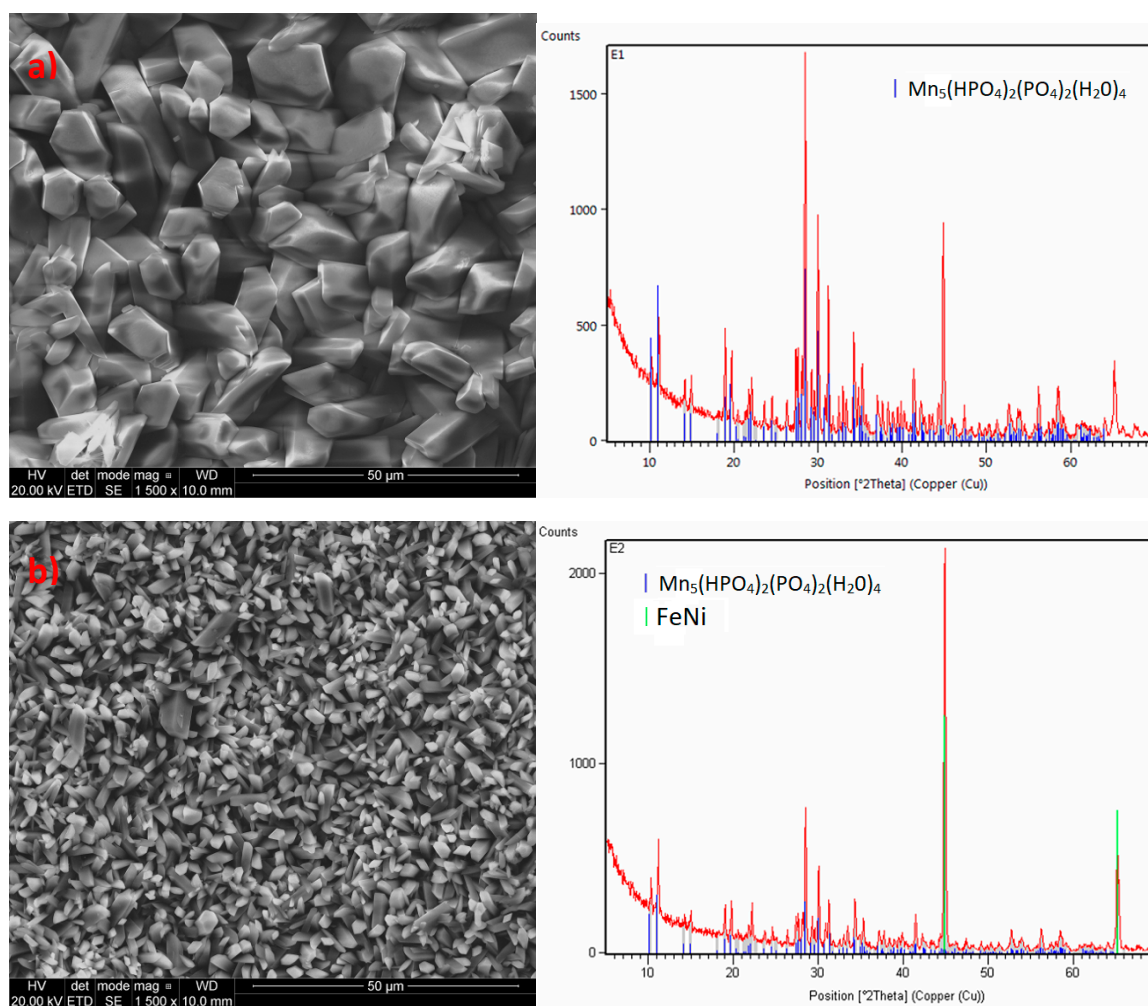 a)
HV det mode mag WD 50 µm
20.00 kV ETD SE 1 500 x 10.0 mm
Counts
E1
Mn₅(HPO₄)₂(PO₄)₂(H₂0)₄
1500
1000
500
0
10 20 30 40 50 60
Position [°2Theta] (Copper (Cu))
b)
HV det mode mag WD 50 µm
20.00 kV ETD SE 1 500 x 10.0 mm
Counts
E2
Mn₅(HPO₄)₂(PO₄)₂(H₂0)₄
FeNi
2000
1000
0
10 20 30 40 50 60
Position [°2Theta] (Copper (Cu))